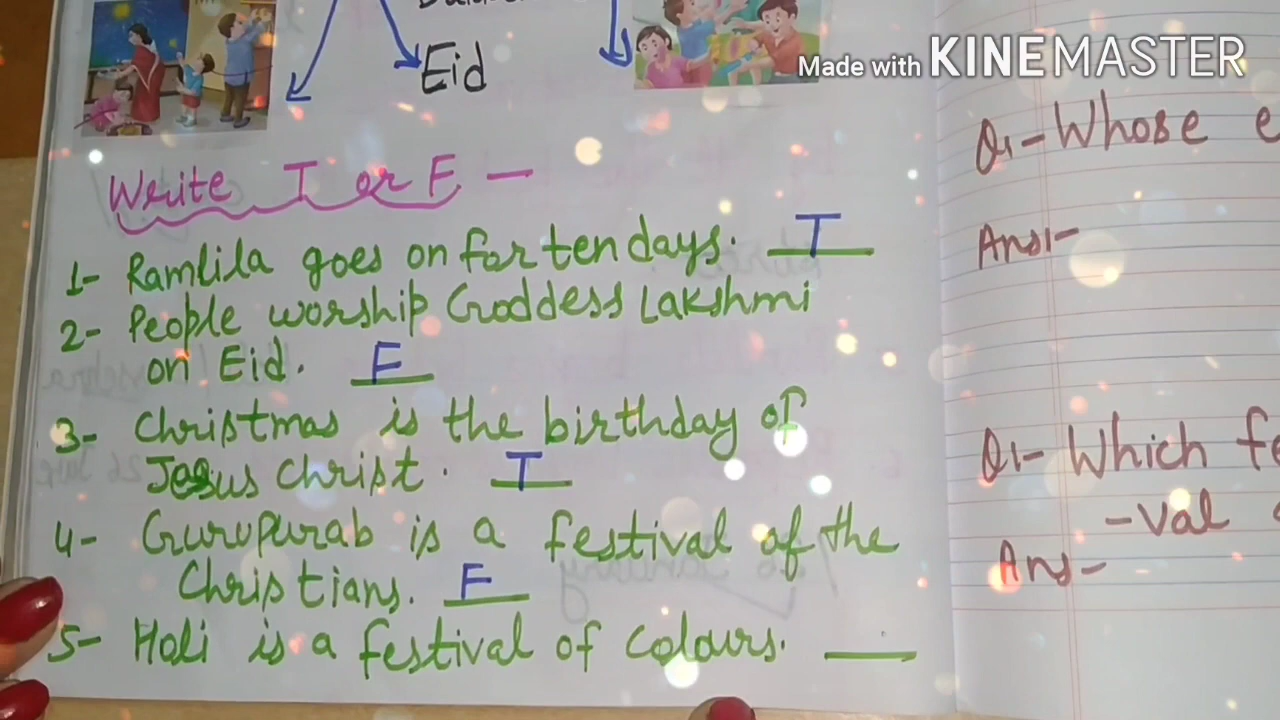 Eid
Made with KINEMASTER
Write T or F -
1- Ramlila goes on for ten days. T
2- People worship Goddess Lakshmi
on Eid. F
3- Christmas is the birthday of
Jesus Christ. T
4- Gurupurab is a festival of the
Christians. F
5- Holi is a festival of colours. ___
Q1- Whose e
Ans1-
Q1- Which fe
-val
Ans-